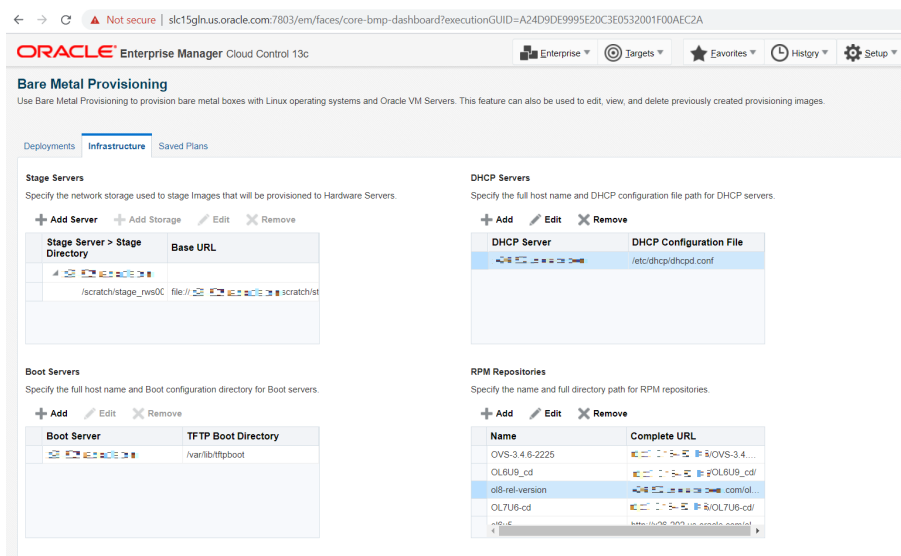 Not secure | slc15gln.us.oracle.com:7803/em/faces/core-bmp-dashboard?executionGUID=A24D9DE9995E20C3E0532001F00AEC2A
ORACLE Enterprise Manager Cloud Control 13c
Enterprise Targets Favorites History Setup
Bare Metal Provisioning
Use Bare Metal Provisioning to provision bare metal boxes with Linux operating systems and Oracle VM Servers. This feature can also be used to edit, view, and delete previously created provisioning images.
Deployments Infrastructure Saved Plans
Stage Servers
Specify the network storage used to stage Images that will be provisioned to Hardware Servers.
Add Server Add Storage Edit Remove
Stage Server > Stage Directory
Base URL
/scratch/stage_rws00 file:// scratch/st
DHCP Servers
Specify the full host name and DHCP configuration file path for DHCP servers.
Add Edit Remove
DHCP Server DHCP Configuration File
/etc/dhcp/dhcpd.conf
Boot Servers
Specify the full host name and Boot configuration directory for Boot servers.
Add Edit Remove
Boot Server TFTP Boot Directory
/var/lib/tftpboot
RPM Repositories
Specify the name and full directory path for RPM repositories.
Add Edit Remove
Name Complete URL
OVS-3.4.6-2225 /OVS-3.4....
OL6U9_cd /OL6U9_cd/
ol8-rel-version .com/ol...
OL7U6-cd /OL7U6-cd/